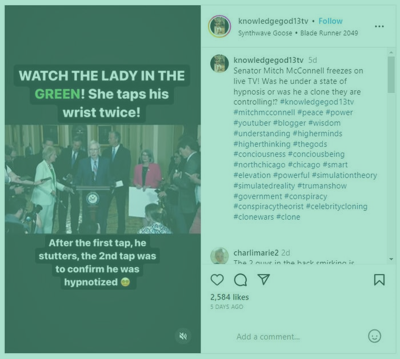 knowledgegod13tv • Follow
Synthwave Goose • Blade Runner 2049
WATCH THE LADY IN THE
GREEN! She taps his
wrist twice!
After the first tap, he
stutters, the 2nd tap was
to confirm he was
hypnotized
knowledgegod13tv 5d
Senator Mitch McConnell freezes on
live TV! Was this was a state of
hypnosis or was he a clone they are
controlling!? #knowledgegod13tv
#mitchmcconnell #peace #power
#youtuber #blogger #wisdom
#understanding #higherminds
#higherthinking #thegods
#conciousness #conciousbeing
#northchicago #chicago #smart
#elevation #powerful #simulationtheory
#simulatedreality #trumanshow
#government #conspiracy
#conspiracytheorist #celebritycloning
#clonewars #clone
charlimarie2 2d
The 2 guys in the back smirking is
2,584 likes
5 DAYS AGO
Add a comment...